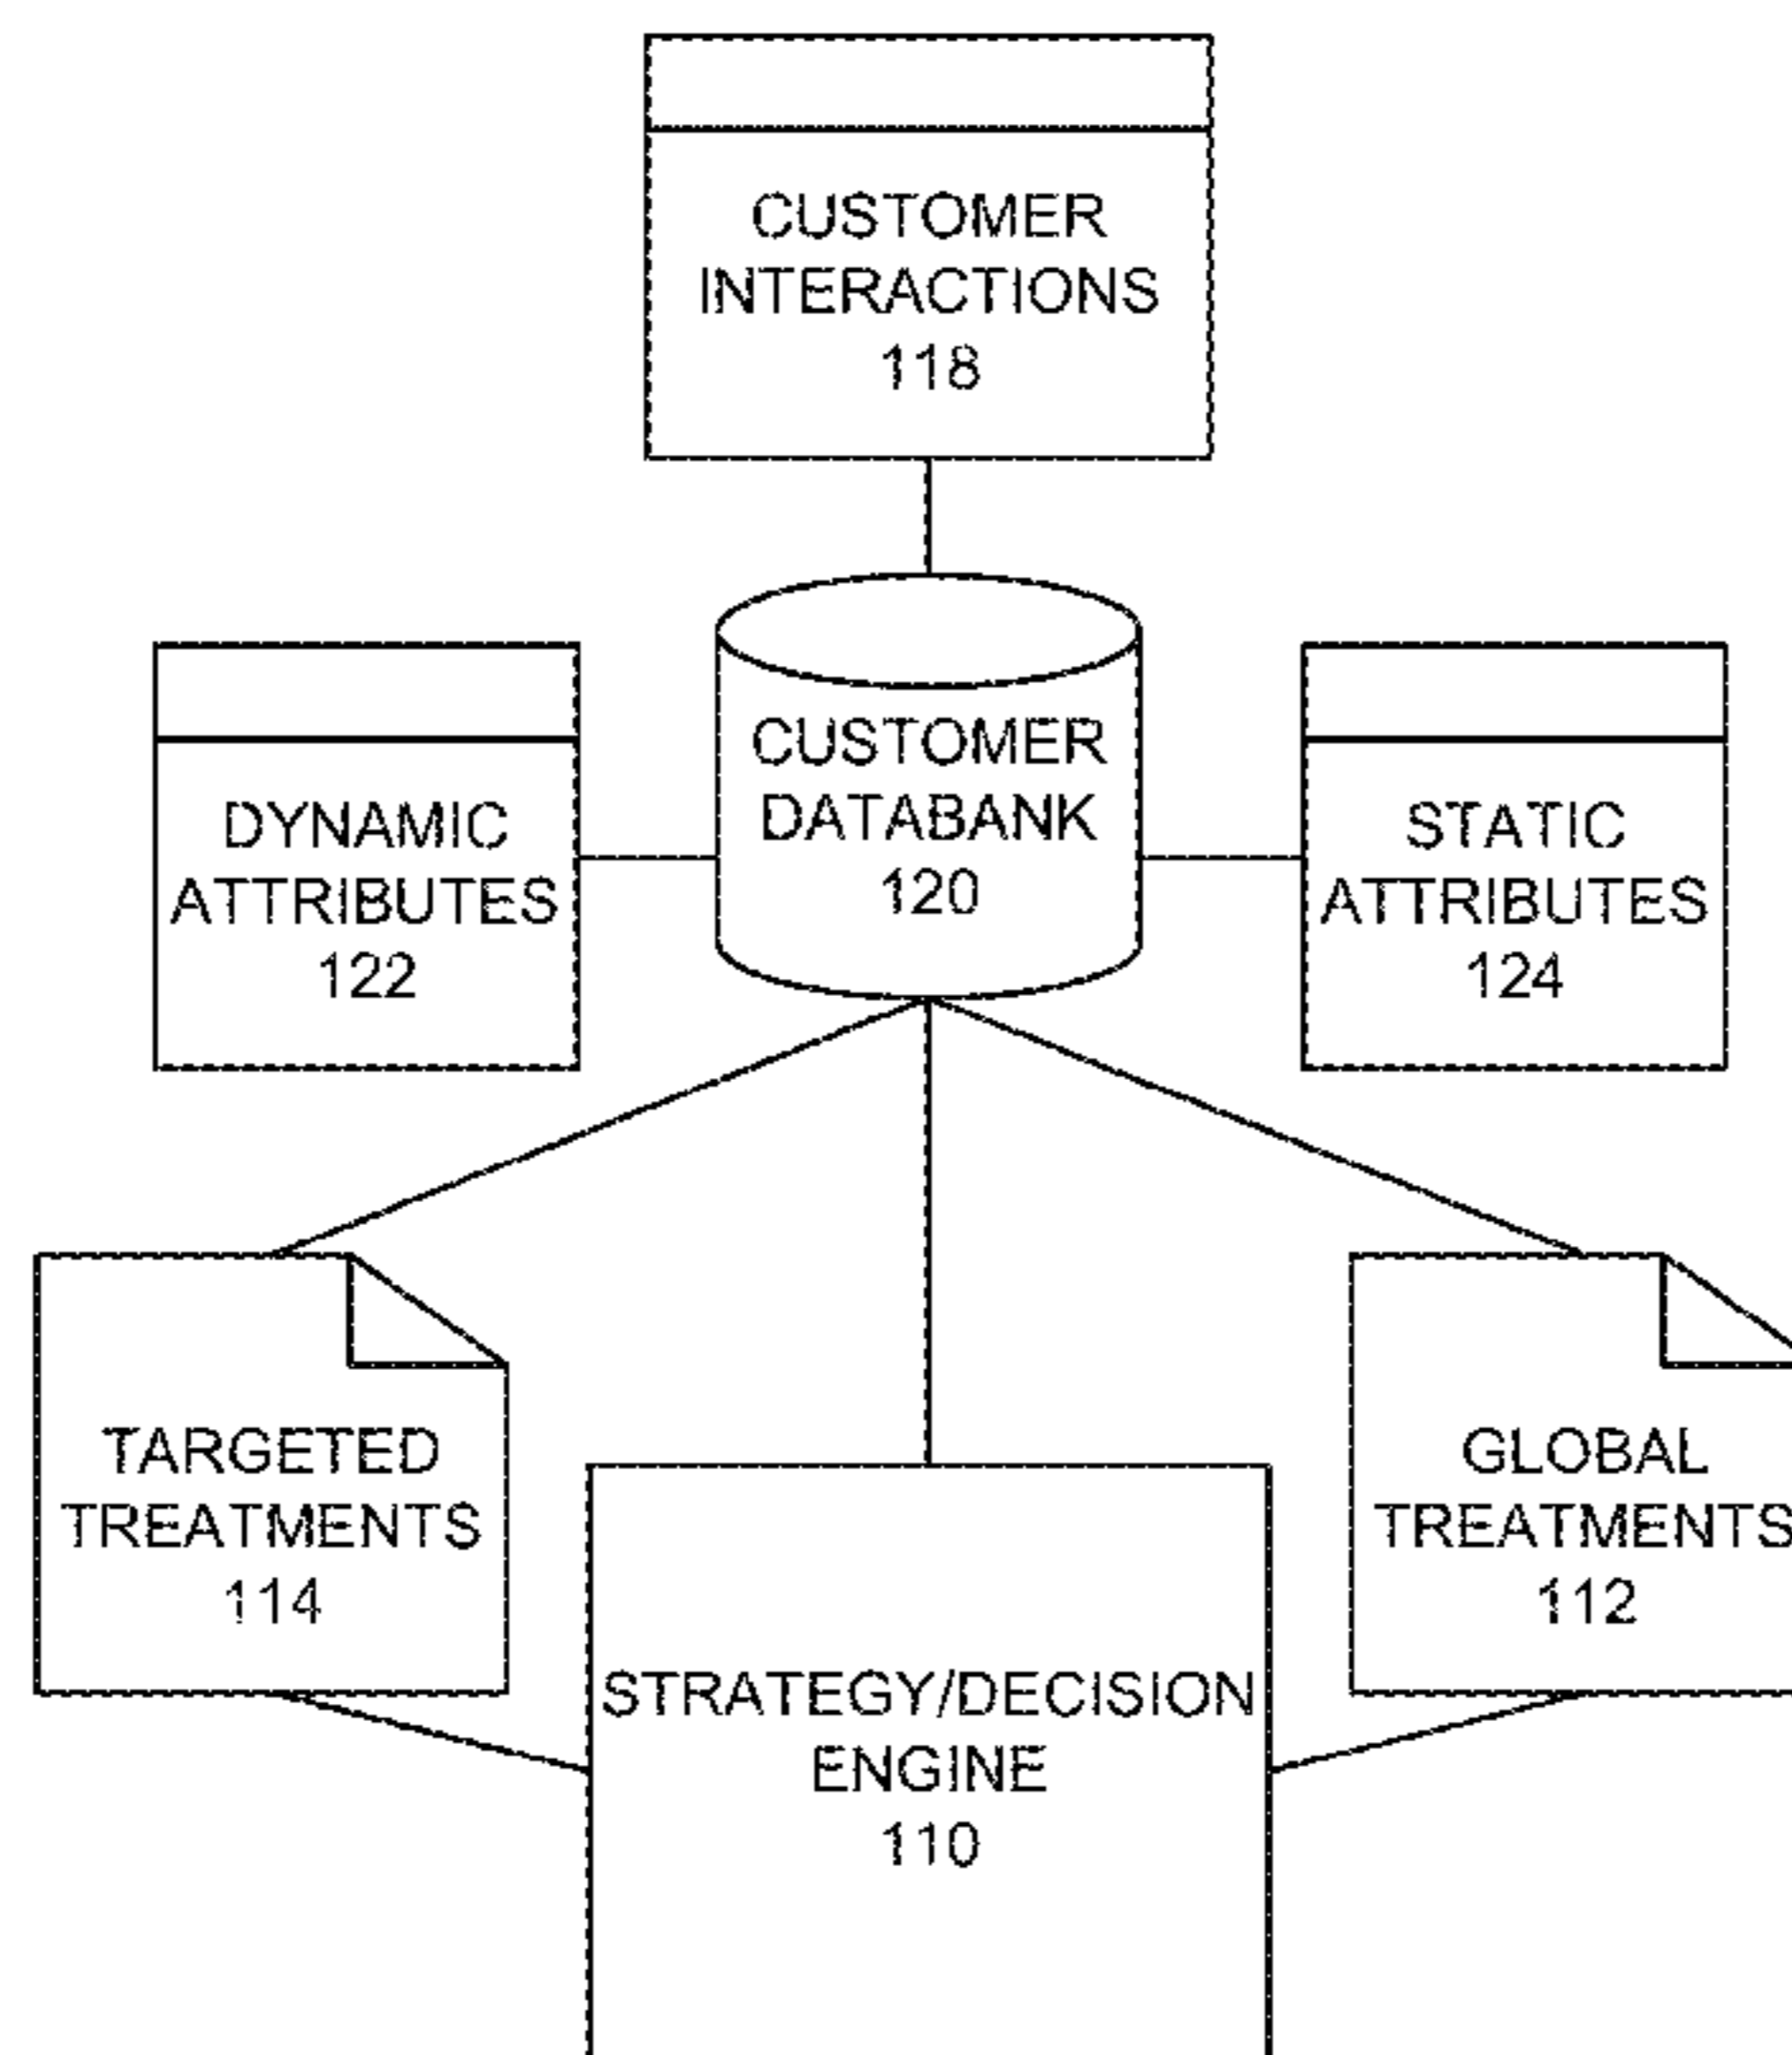 CUSTOMER
INTERACTIONS
118
CUSTOMER
DATABANK
120
DYNAMIC
ATTRIBUTES
122
STATIC
ATTRIBUTES
124
TARGETED
TREATMENTS
114
GLOBAL
TREATMENTS
112
STRATEGY/DECISION
ENGINE
110